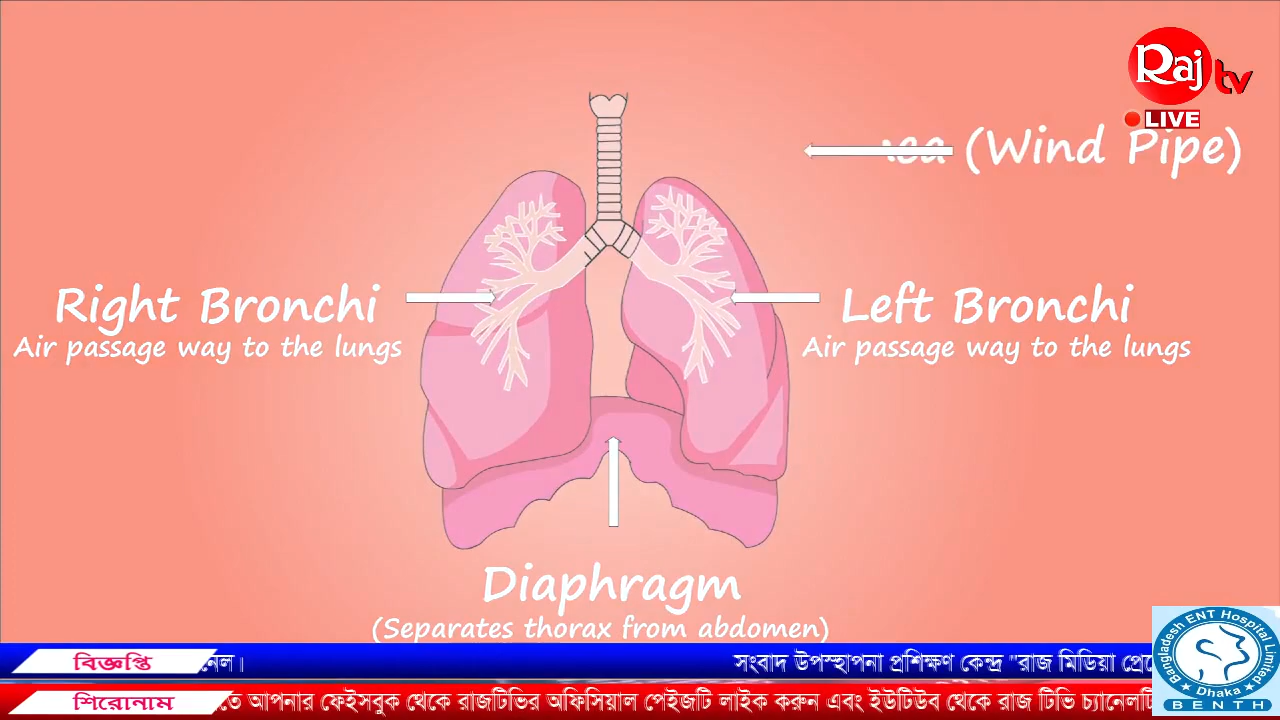 Raj tv
LIVE
(Wind Pipe)
Right Bronchi
Air passage way to the lungs
Left Bronchi
Air passage way to the lungs
Diaphragm
(Separates thorax from abdomen)
বিজ্ঞপ্তি
সংবাদ উপস্হাপনা প্রশিক্ষণ কেন্দ্র "রাজ মিডিয়া
শিরোনাম
আপনার ফেইসবুক থেকে রাজটিভির অফিসিয়াল পেইজটি লাইক করুন এবং ইউটিউব থেকে রাজ টিভি
Bangladesh ENT Hospital Limited
Dhaka
BENTH